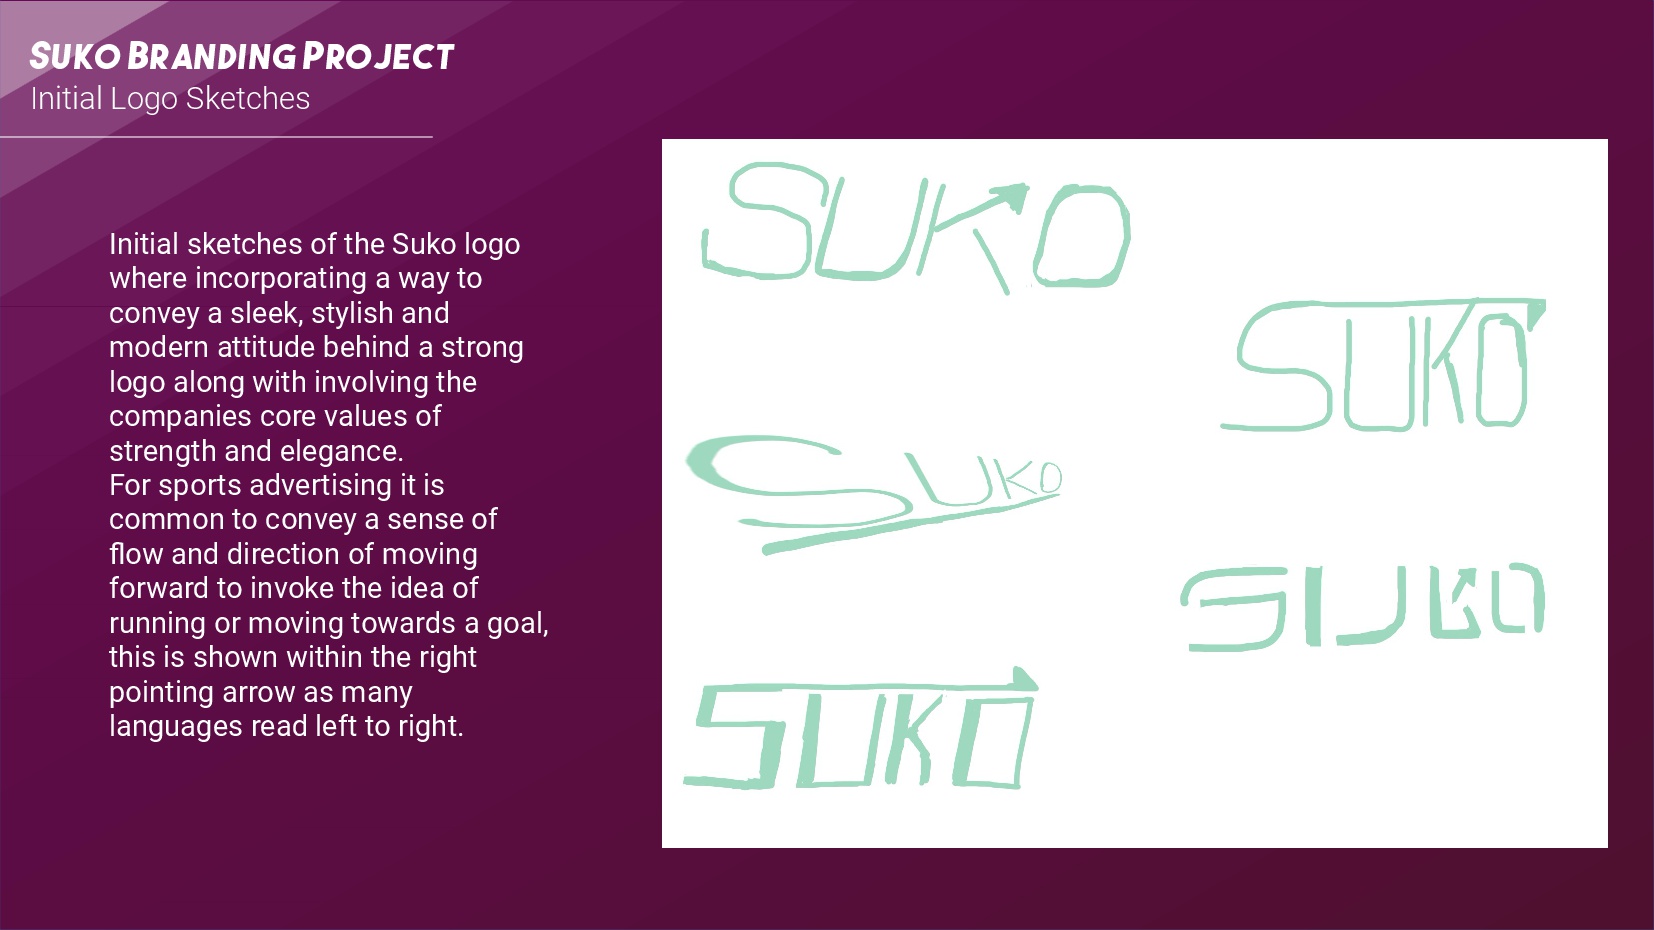 Suko Branding Project
Initial Logo Sketches
Initial sketches of the Suko logo
where incorporating a way to
convey a sleek, stylish and
modern attitude behind a strong
logo along with involving the
companies core values of
strength and elegance.
For sports advertising it is
common to convey a sense of
flow and direction of moving
forward to invoke the idea of
running or moving towards a goal,
this is shown within the right
pointing arrow as many
languages read left to right.
SUKO
SUKO
SUKO
SUKO
SUKO